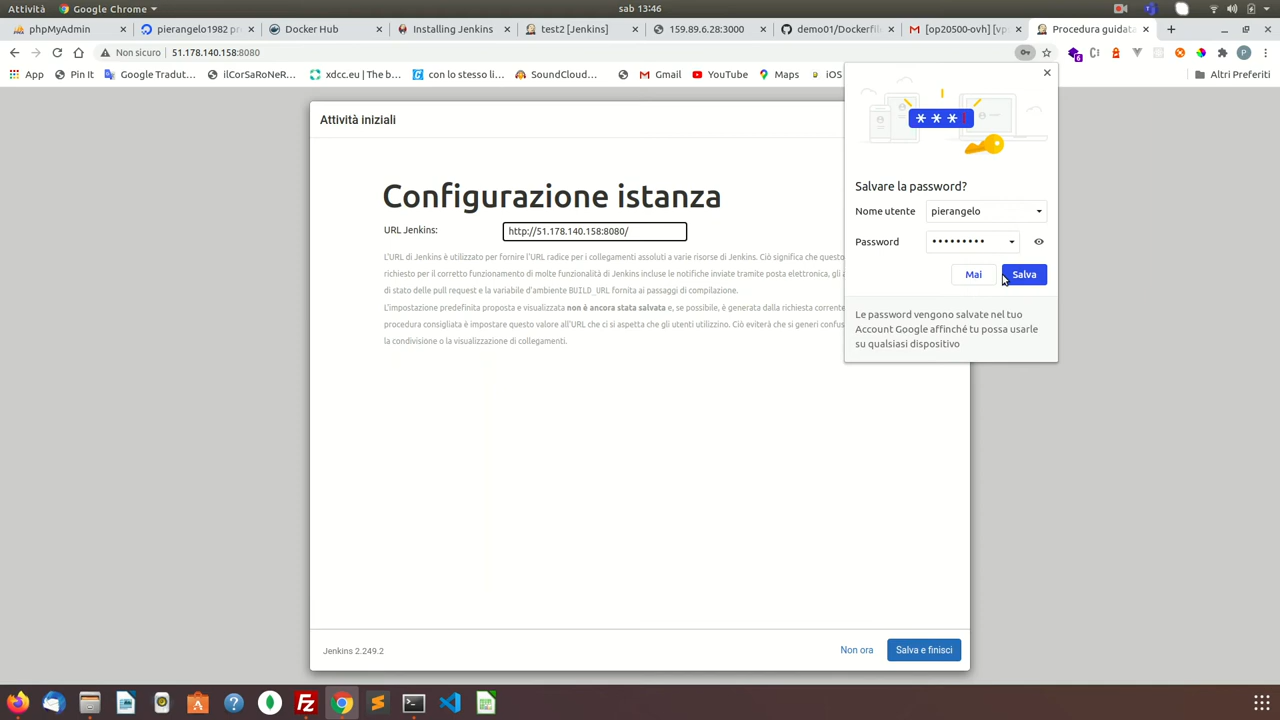 Attività
Google Chrome
sab 13:46
phpMyAdmin
pierangelo1982 pr
Docker Hub
Installing Jenkins
test2 [Jenkins]
159.89.6.28:3000
demo01/Dockerfil
[op20500-ovh] [vp
Procedura guidat
Non sicuro
51.178.140.158:8080
App
Pin It
Google Tradut...
ilCorSaRoNeR...
xdcc.eu | The b...
con lo stesso li...
SoundCloud...
Gmail
YouTube
Maps
iOS
Altri Preferiti
Attività iniziali
Configurazione istanza
URL Jenkins:
http://51.178.140.158:8080/
L'URL di Jenkins è utilizzato per fornire l'URL radice per i collegamenti assoluti a varie risorse di Jenkins. Ciò significa che questo
richiesto per il corretto funzionamento di molte funzionalità di Jenkins incluse le notifiche inviate tramite posta elettronica, gli a
di stato delle pull request e la variabile d'ambiente BUILD_URL fornita ai passaggi di compilazione.
L'impostazione predefinita proposta e visualizzata non è ancora stata salvata e, se possibile, è generata dalla richiesta corrente
procedura consigliata è impostare questo valore all'URL che ci si aspetta che gli utenti utilizzino. Ciò eviterà che si generi confus
la condivisione o la visualizzazione di collegamenti.
Jenkins 2.249.2
Non ora
Salva e finisci
* * *
Salvare la password?
Nome utente
pierangelo
Password
•••••••••
Mai
Salva
Le password vengono salvate nel tuo
Account Google affinché tu possa usarle
su qualsiasi dispositivo